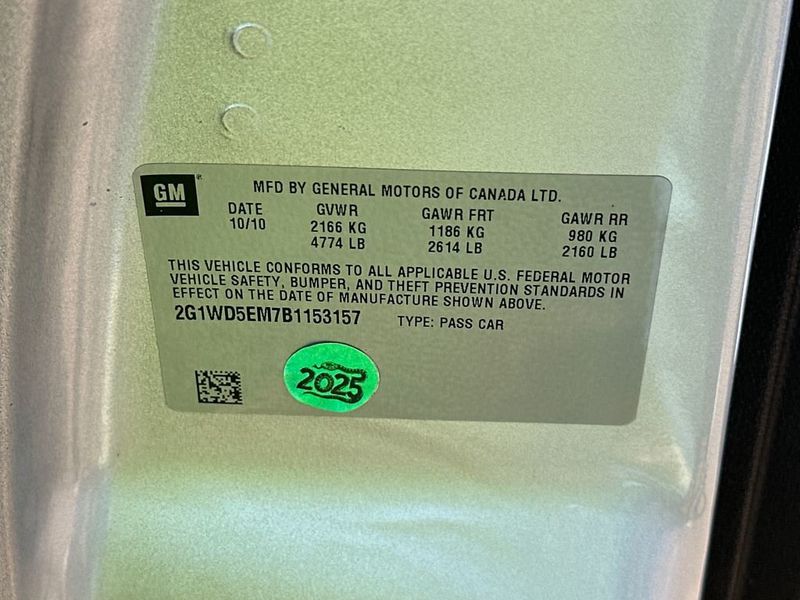 GM
MFD BY GENERAL MOTORS OF CANADA LTD.
DATE GVWR GAWR FRT GAWR RR
10/10 2166 KG 1186 KG 980 KG
4774 LB 2614 LB 2160 LB
THIS VEHICLE CONFORMS TO ALL APPLICABLE U.S. FEDERAL MOTOR
VEHICLE SAFETY, BUMPER, AND THEFT PREVENTION STANDARDS IN
EFFECT ON THE DATE OF MANUFACTURE SHOWN ABOVE.
2G1WD5EM7B1153157 TYPE: PASS CAR
2025